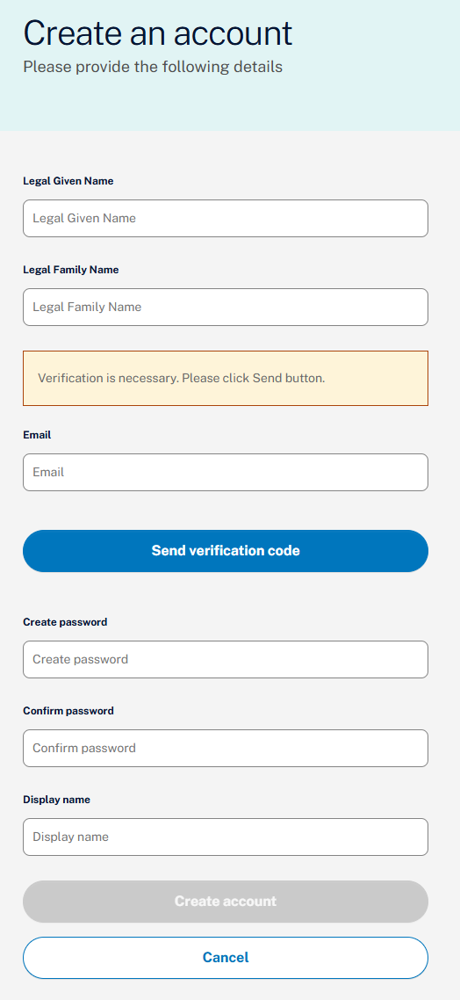 Create an account
Please provide the following details
Legal Given Name
Legal Given Name
Legal Family Name
Legal Family Name
Verification is necessary. Please click Send button.
Email
Email
Send verification code
Create password
Create password
Confirm password
Confirm password
Display name
Display name
Create account
Cancel